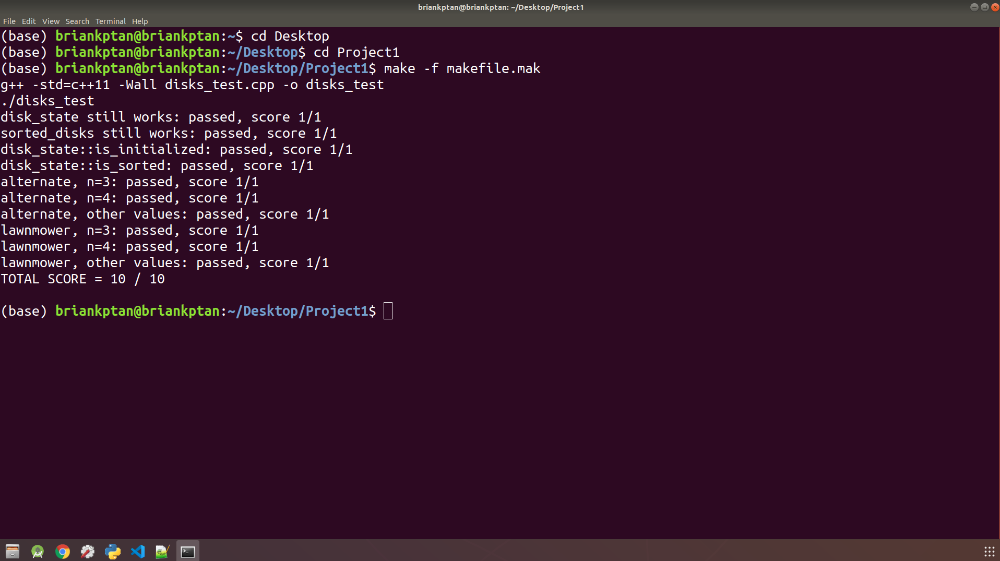 briankptan@briankptan: ~/Desktop/Project1
File Edit View Search Terminal Help
(base) briankptan@briankptan:~$ cd Desktop
(base) briankptan@briankptan:~/Desktop$ cd Project1
(base) briankptan@briankptan:~/Desktop/Project1$ make -f makefile.mak
g++ -std=c++11 -Wall disks_test.cpp -o disks_test
./disks_test
disk_state still works: passed, score 1/1
sorted_disks still works: passed, score 1/1
disk_state::is_initialized: passed, score 1/1
disk_state::is_sorted: passed, score 1/1
alternate, n=3: passed, score 1/1
alternate, n=4: passed, score 1/1
alternate, other values: passed, score 1/1
lawnmower, n=3: passed, score 1/1
lawnmower, n=4: passed, score 1/1
lawnmower, other values: passed, score 1/1
TOTAL SCORE = 10 / 10
(base) briankptan@briankptan:~/Desktop/Project1$